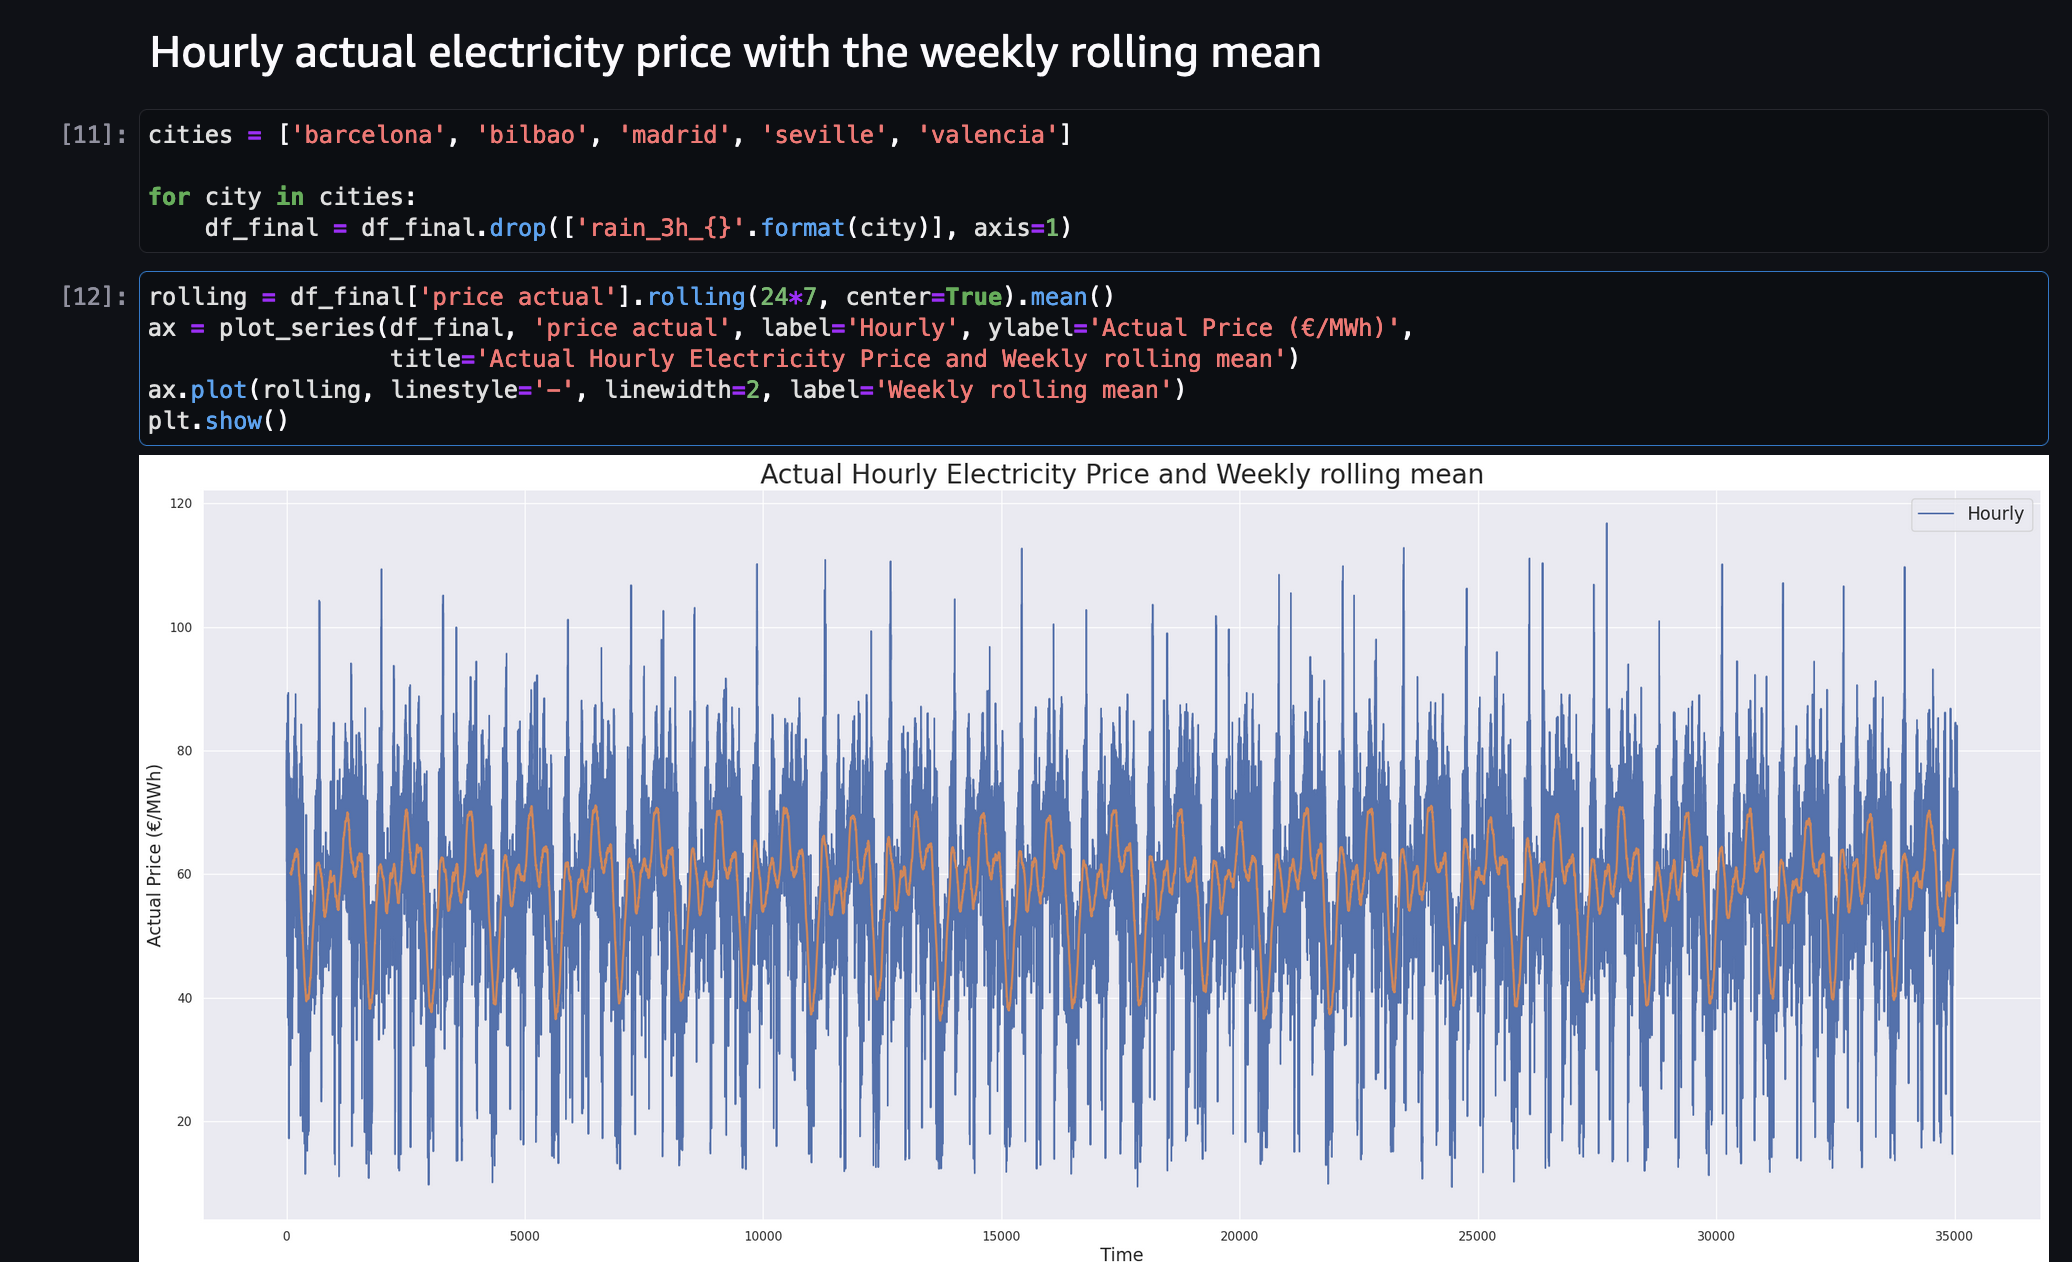 Hourly actual electricity price with the weekly rolling mean
[11]:
cities = ['barcelona', 'bilbao', 'madrid', 'seville', 'valencia']
for city in cities:
    df_final = df_final.drop(['rain_3h_{}'.format(city)], axis=1)
[12]:
rolling = df_final['price actual'].rolling(24*7, center=True).mean()
ax = plot_series(df_final, 'price actual', label='Hourly', ylabel='Actual Price (€/MWh)',
                 title='Actual Hourly Electricity Price and Weekly rolling mean')
ax.plot(rolling, linestyle='-', linewidth=2, label='Weekly rolling mean')
plt.show()
Actual Hourly Electricity Price and Weekly rolling mean
Hourly
120
100
80
60
40
20
Actual Price (€/MWh)
0 5000 10000 15000 20000 25000 30000 35000
Time